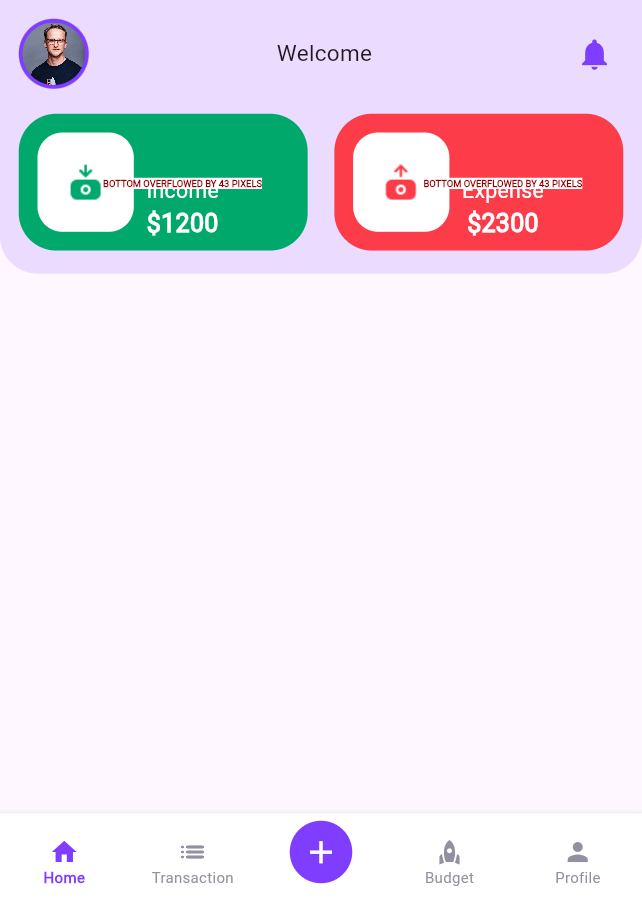 Welcome
BOTTOM OVERFLOWED BY 43 PIXELS
Income
$1200
BOTTOM OVERFLOWED BY 43 PIXELS
Expense
$2300
Home
Transaction
Budget
Profile